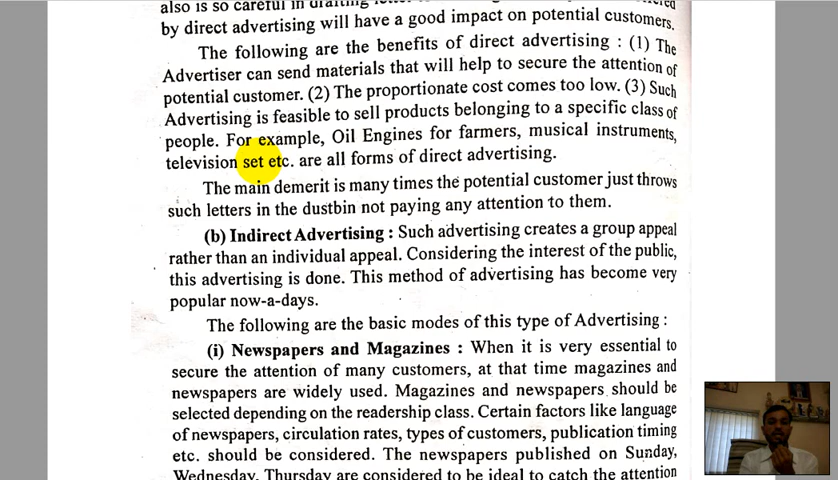 also is so careful in drafting
by direct advertising will have a good impact on potential customers.
The following are the benefits of direct advertising : (1) The
Advertiser can send materials that will help to secure the attention of
potential customer. (2) The proportionate cost comes too low. (3) Such
Advertising is feasible to sell products belonging to a specific class of
people. For example, Oil Engines for farmers, musical instruments,
television set etc. are all forms of direct advertising.
The main demerit is many times the potential customer just throws
such letters in the dustbin not paying any attention to them.
(b) Indirect Advertising : Such advertising creates a group appeal
rather than an individual appeal. Considering the interest of the public,
this advertising is done. This method of advertising has become very
popular now-a-days.
The following are the basic modes of this type of Advertising :
(i) Newspapers and Magazines : When it is very essential to
secure the attention of many customers, at that time magazines and
newspapers are widely used. Magazines and newspapers should be
selected depending on the readership class. Certain factors like language
of newspapers, circulation rates, types of customers, publication timing
etc. should be considered. The newspapers published on Sunday,
Wednesday, Thursday are considered to be ideal to catch the attention